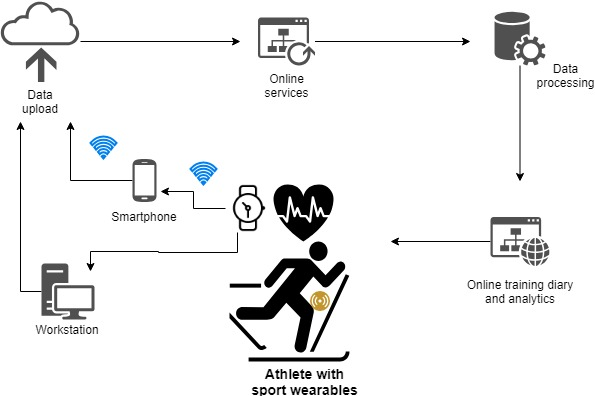 Data
upload
Online
services
Data
processing
Smartphone
Online training diary
and analytics
Workstation
Athlete with
sport wearables